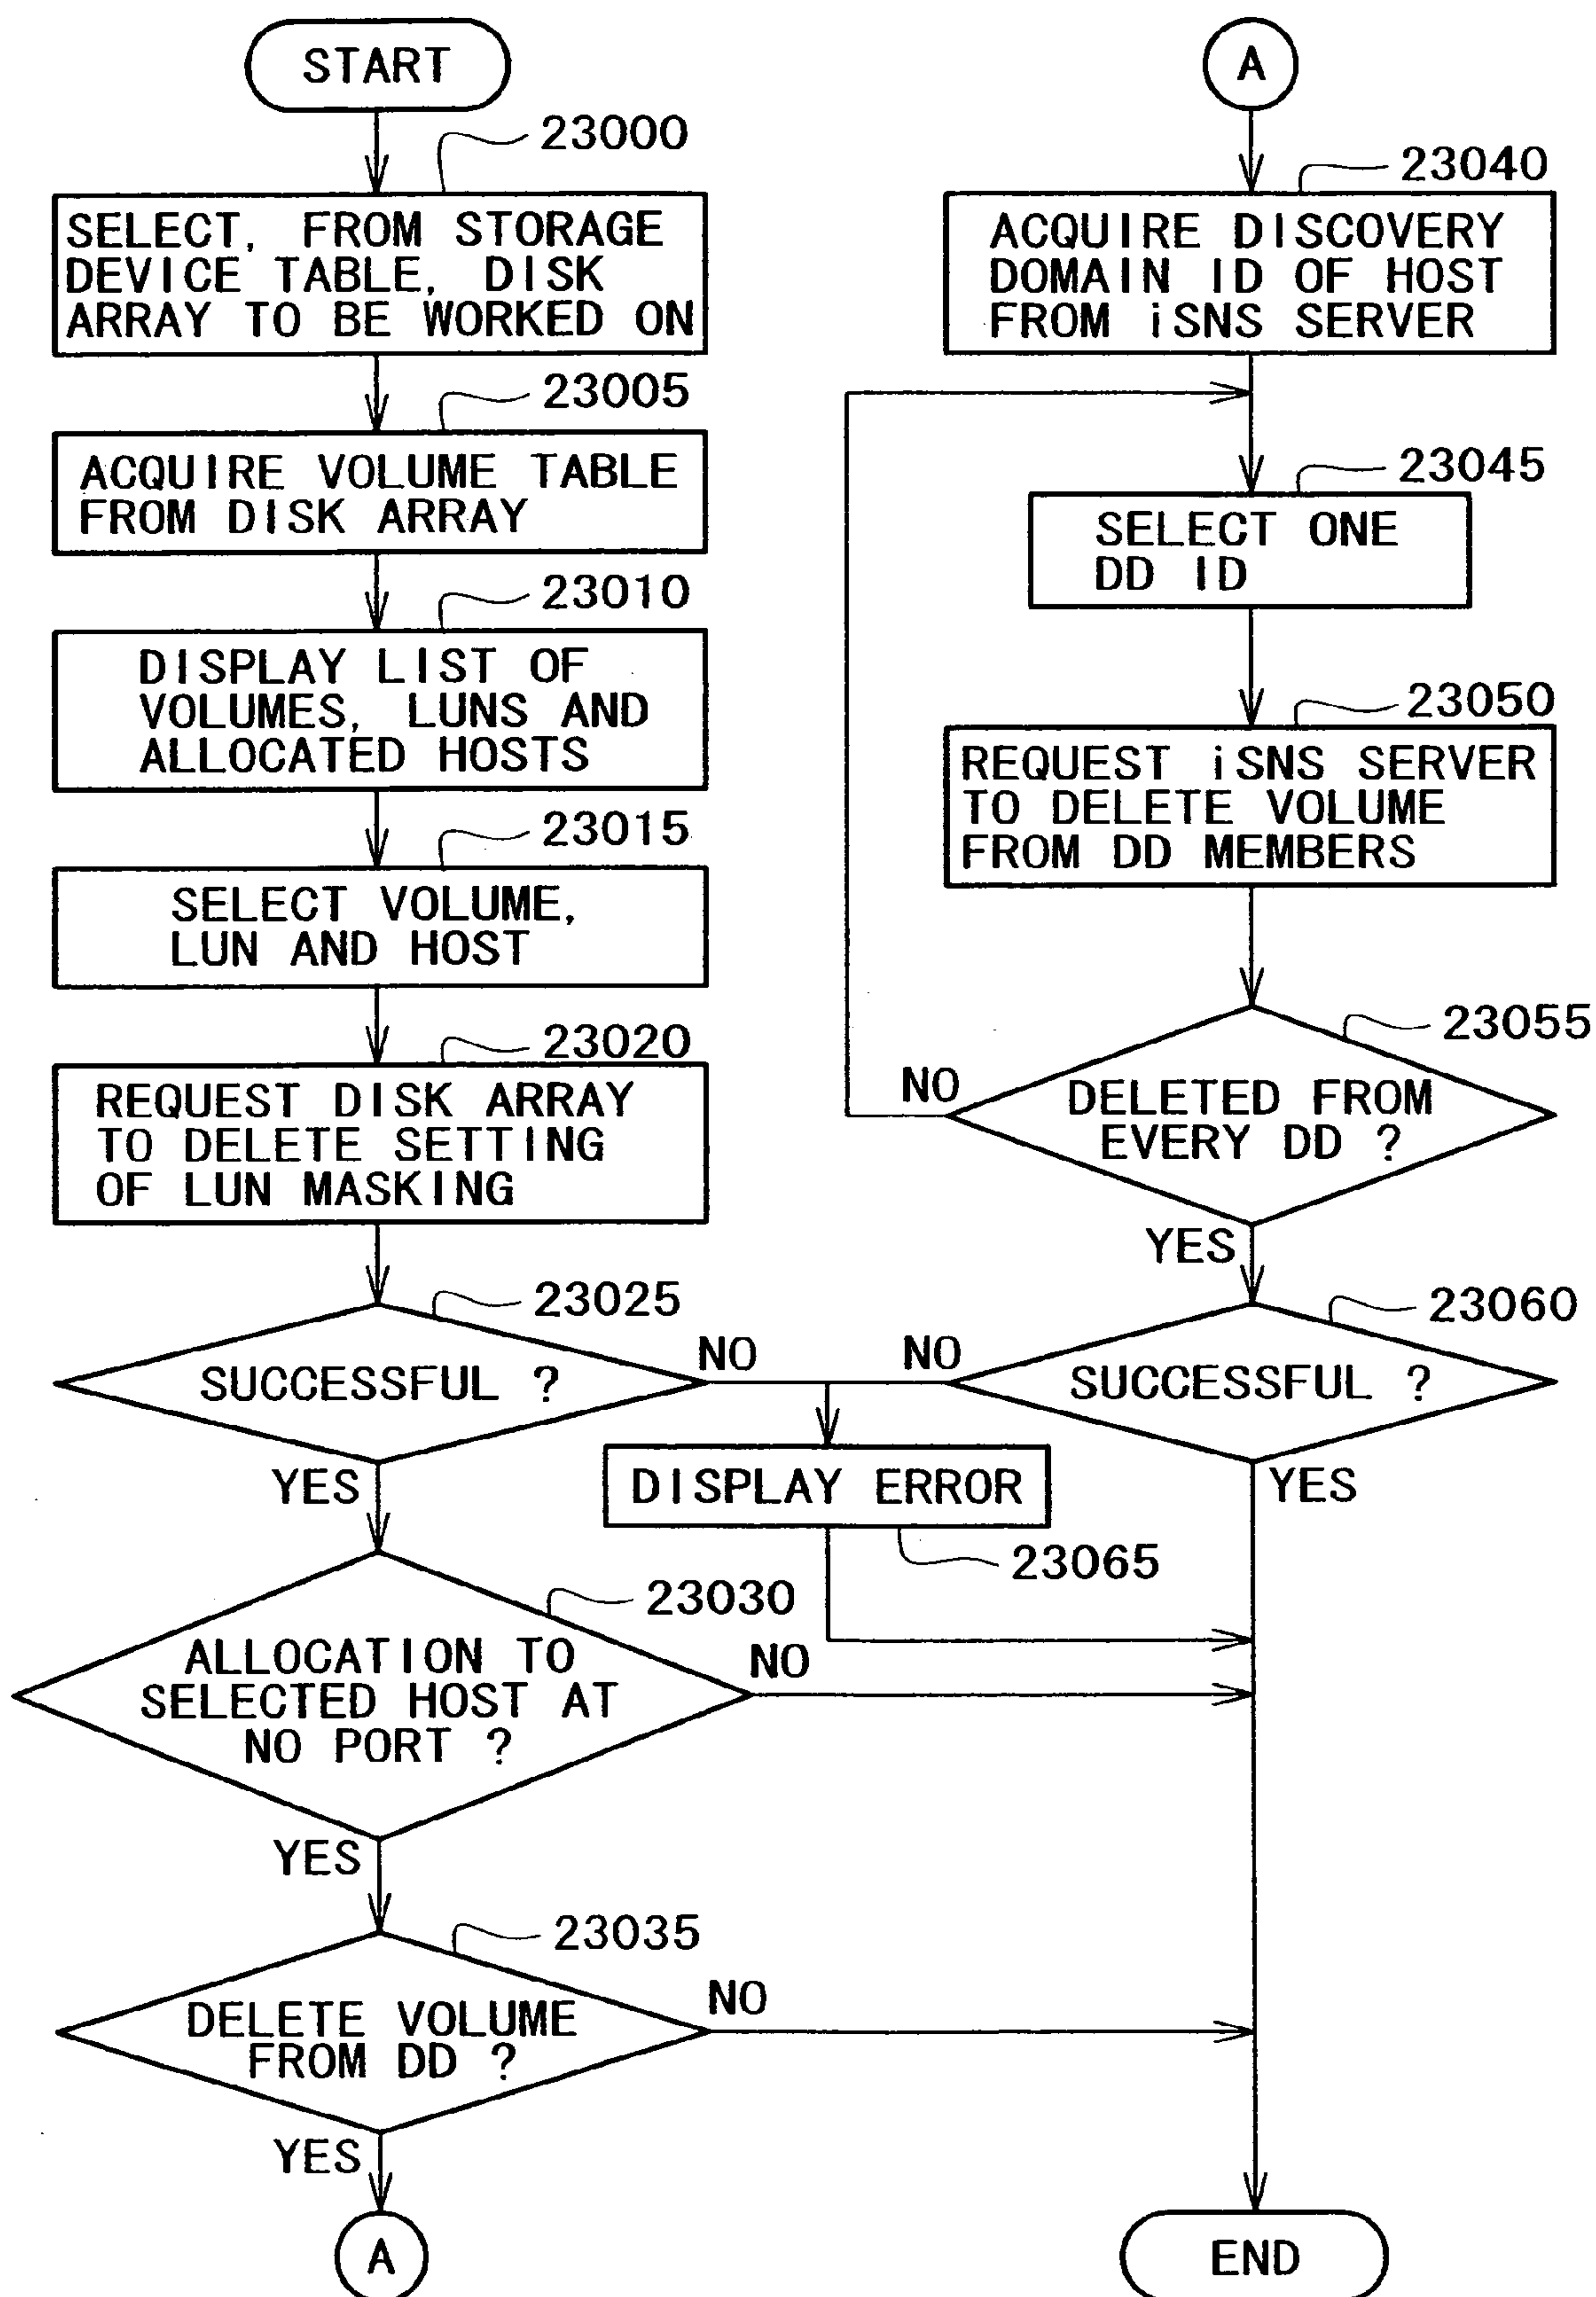 START
23000
SELECT, FROM STORAGE
DEVICE TABLE, DISK
ARRAY TO BE WORKED ON
23005
ACQUIRE VOLUME TABLE
FROM DISK ARRAY
23010
DISPLAY LIST OF
VOLUMES, LUNS AND
ALLOCATED HOSTS
23015
SELECT VOLUME,
LUN AND HOST
23020
REQUEST DISK ARRAY
TO DELETE SETTING
OF LUN MASKING
23025
SUCCESSFUL ?
NO
YES
23030
ALLOCATION TO
SELECTED HOST AT
NO PORT ?
NO
YES
23035
DELETE VOLUME
FROM DD ?
NO
YES
A
A
23040
ACQUIRE DISCOVERY
DOMAIN ID OF HOST
FROM iSNS SERVER
23045
SELECT ONE
DD ID
23050
REQUEST iSNS SERVER
TO DELETE VOLUME
FROM DD MEMBERS
23055
DELETED FROM
EVERY DD ?
NO
YES
23060
SUCCESSFUL ?
NO
YES
DISPLAY ERROR
23065
END